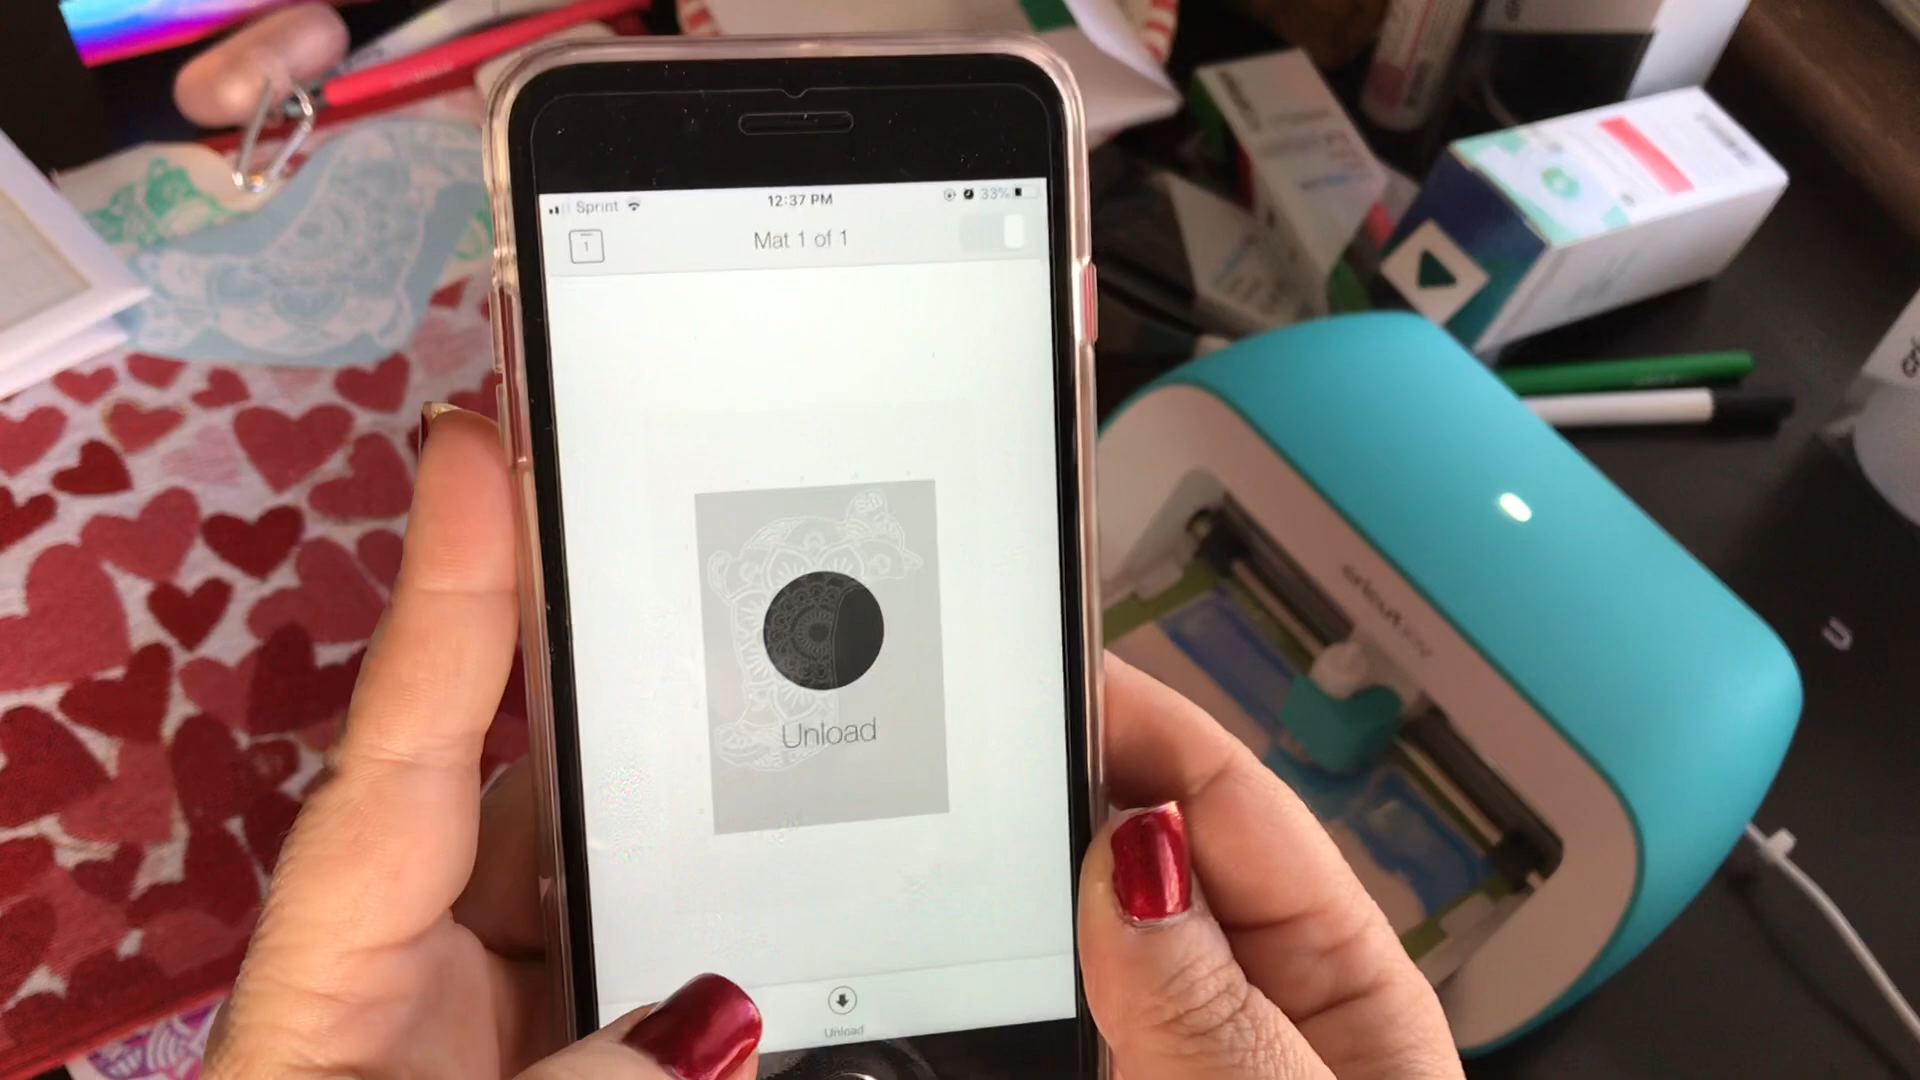 Sprint
12:37 PM
33%
1
Mat 1 of 1
Unload
Unload
cricut joy